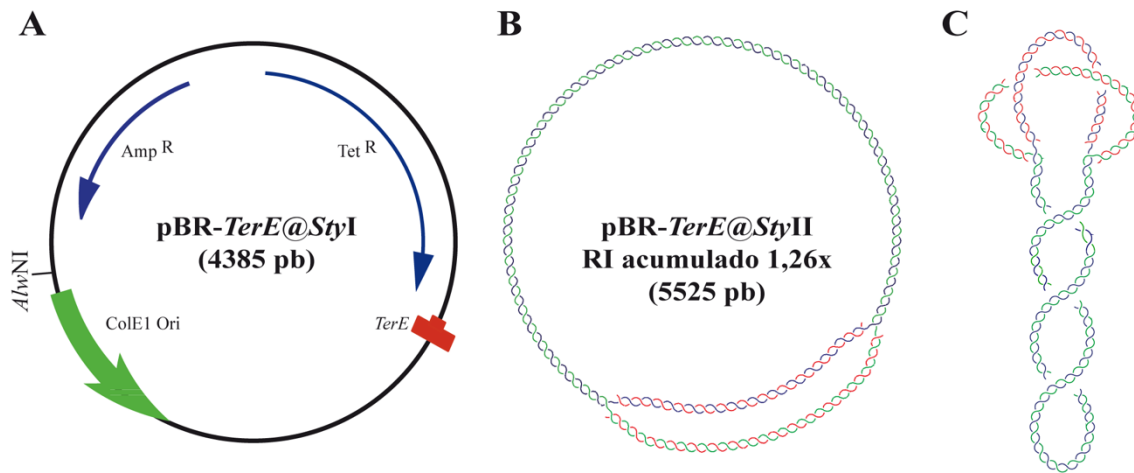 A
B
C
Amp R
Tet R
pBR-TerE@StyI
(4385 pb)
AlwNI
ColE1 Ori
TerE
pBR-TerE@StyII
RI acumulado 1,26x
(5525 pb)